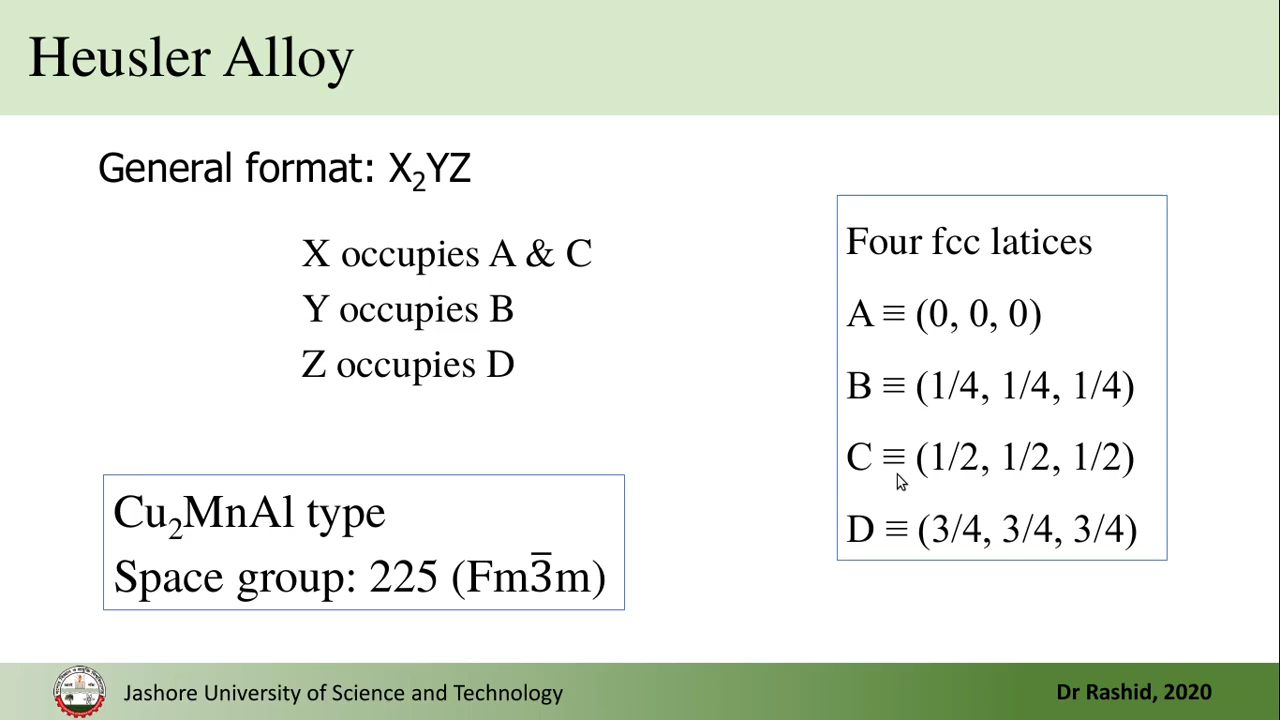 Heusler Alloy
General format: X₂YZ
X occupies A & C
Y occupies B
Z occupies D
Four fcc latices
A ≡ (0, 0, 0)
B ≡ (1/4, 1/4, 1/4)
C ≡ (1/2, 1/2, 1/2)
D ≡ (3/4, 3/4, 3/4)
Cu₂MnAl type
Space group: 225 (Fm3̅m)
Jashore University of Science and Technology
Dr Rashid, 2020